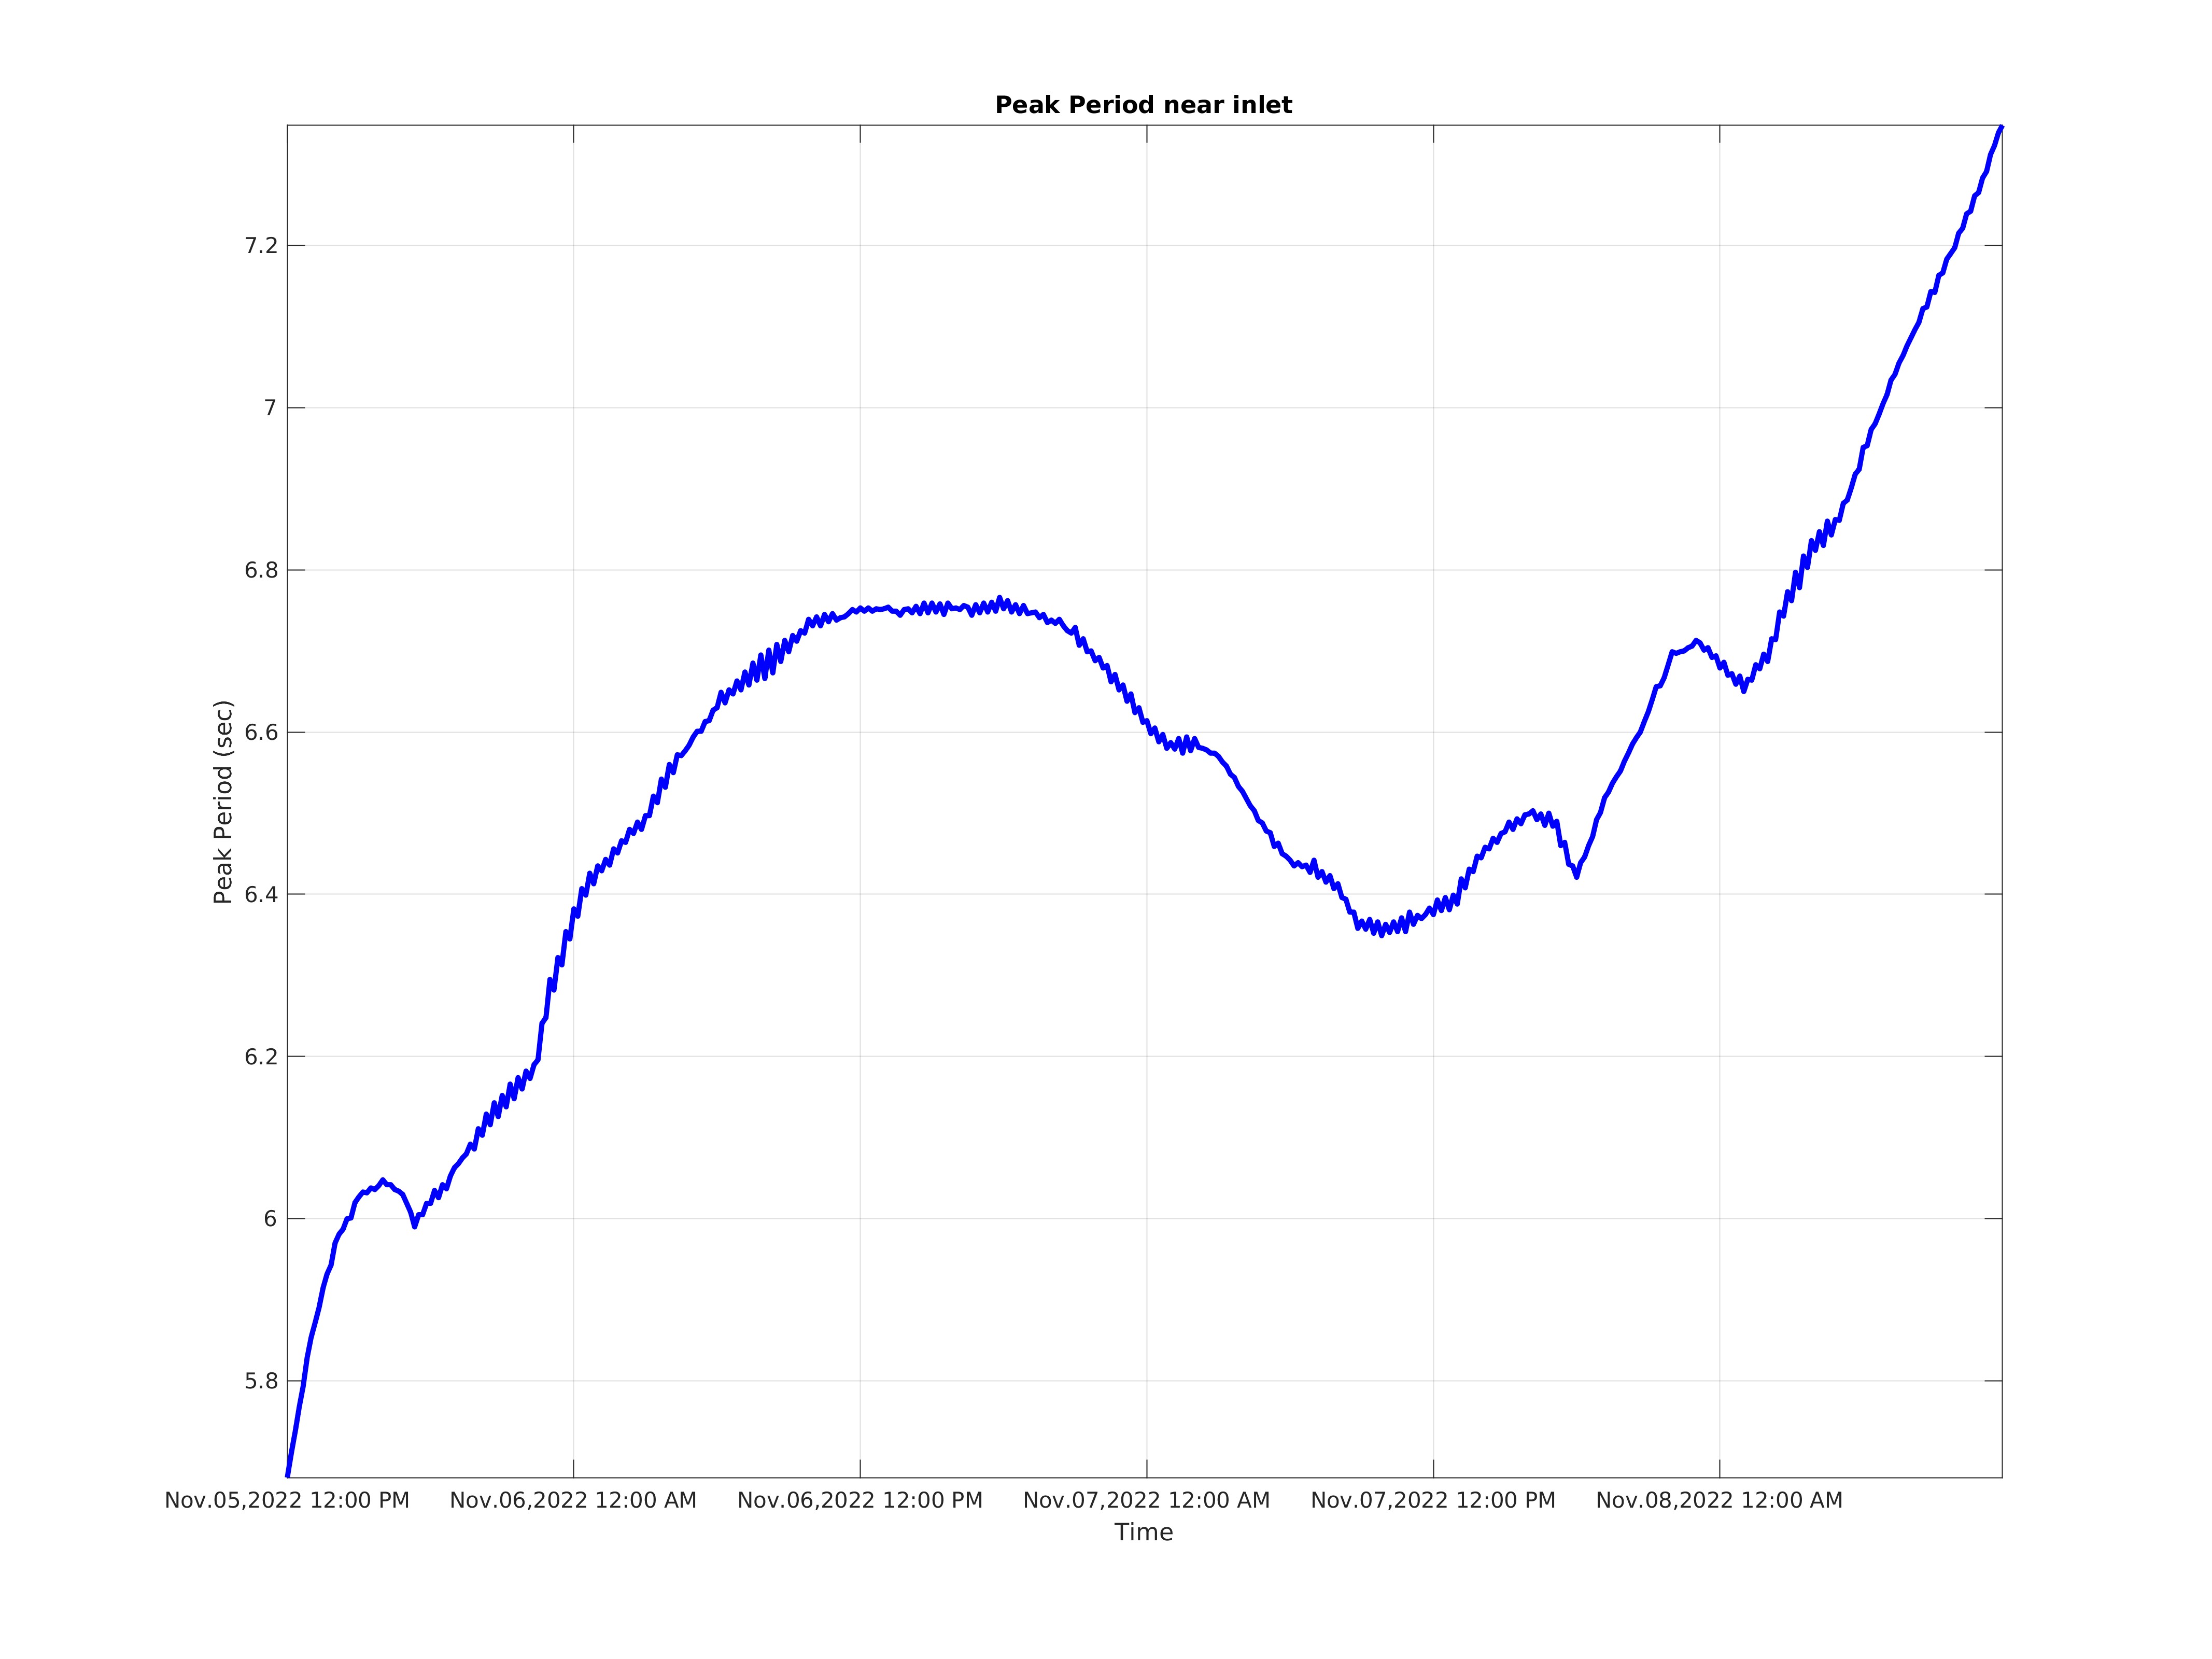 Peak Period near inlet
7.2
7
6.8
6.6
6.4
6.2
6
5.8
Peak Period (sec)
Nov.05,2022 12:00 PM
Nov.06,2022 12:00 AM
Nov.06,2022 12:00 PM
Nov.07,2022 12:00 AM
Nov.07,2022 12:00 PM
Nov.08,2022 12:00 AM
Time